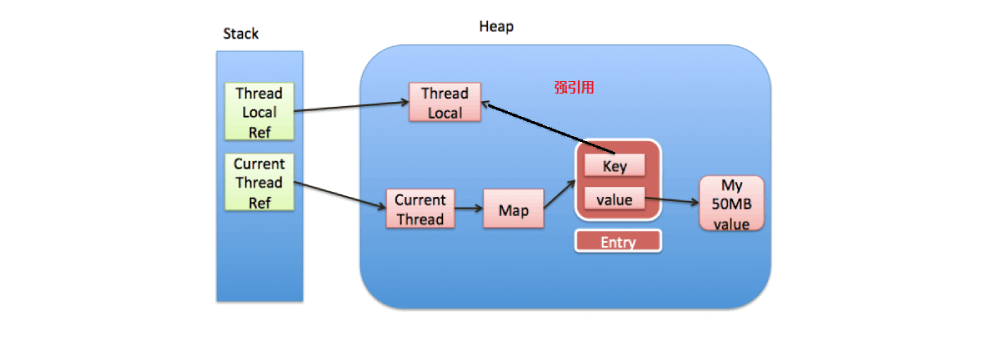 Stack
Heap
Thread
Local
Ref
Current
Thread
Ref
Thread
Local
强引用
Key
value
Entry
Current
Thread
Map
My
50MB
value